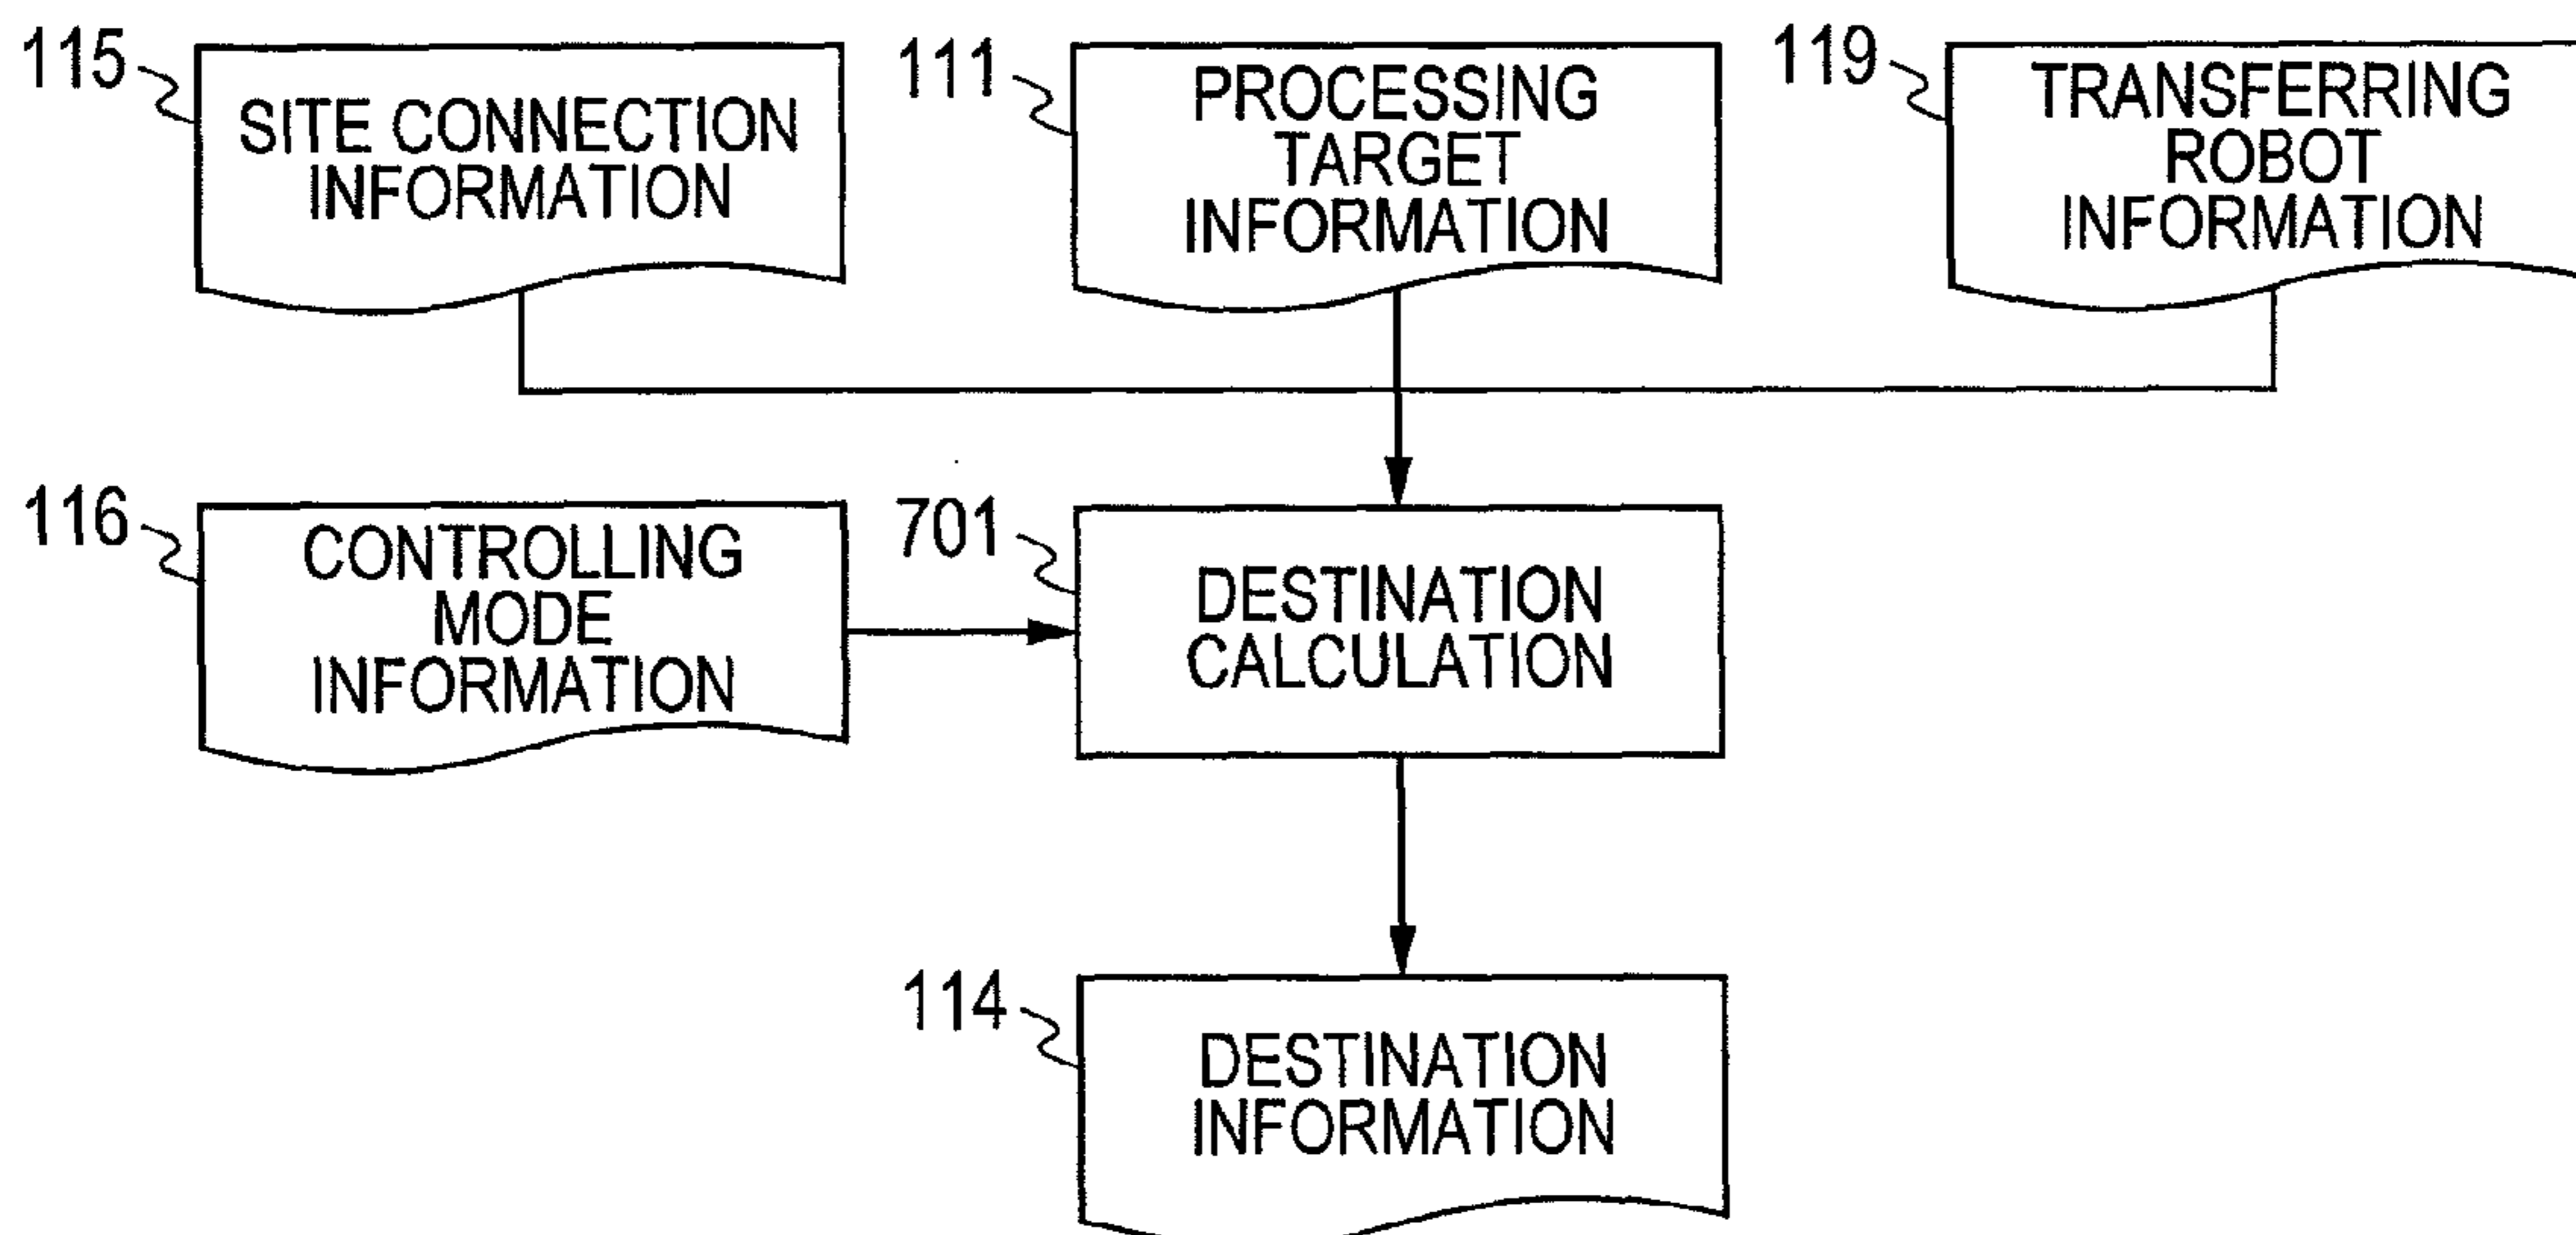 115
SITE CONNECTION
INFORMATION
111
PROCESSING
TARGET
INFORMATION
119
TRANSFERRING
ROBOT
INFORMATION
116
CONTROLLING
MODE
INFORMATION
701
DESTINATION
CALCULATION
114
DESTINATION
INFORMATION